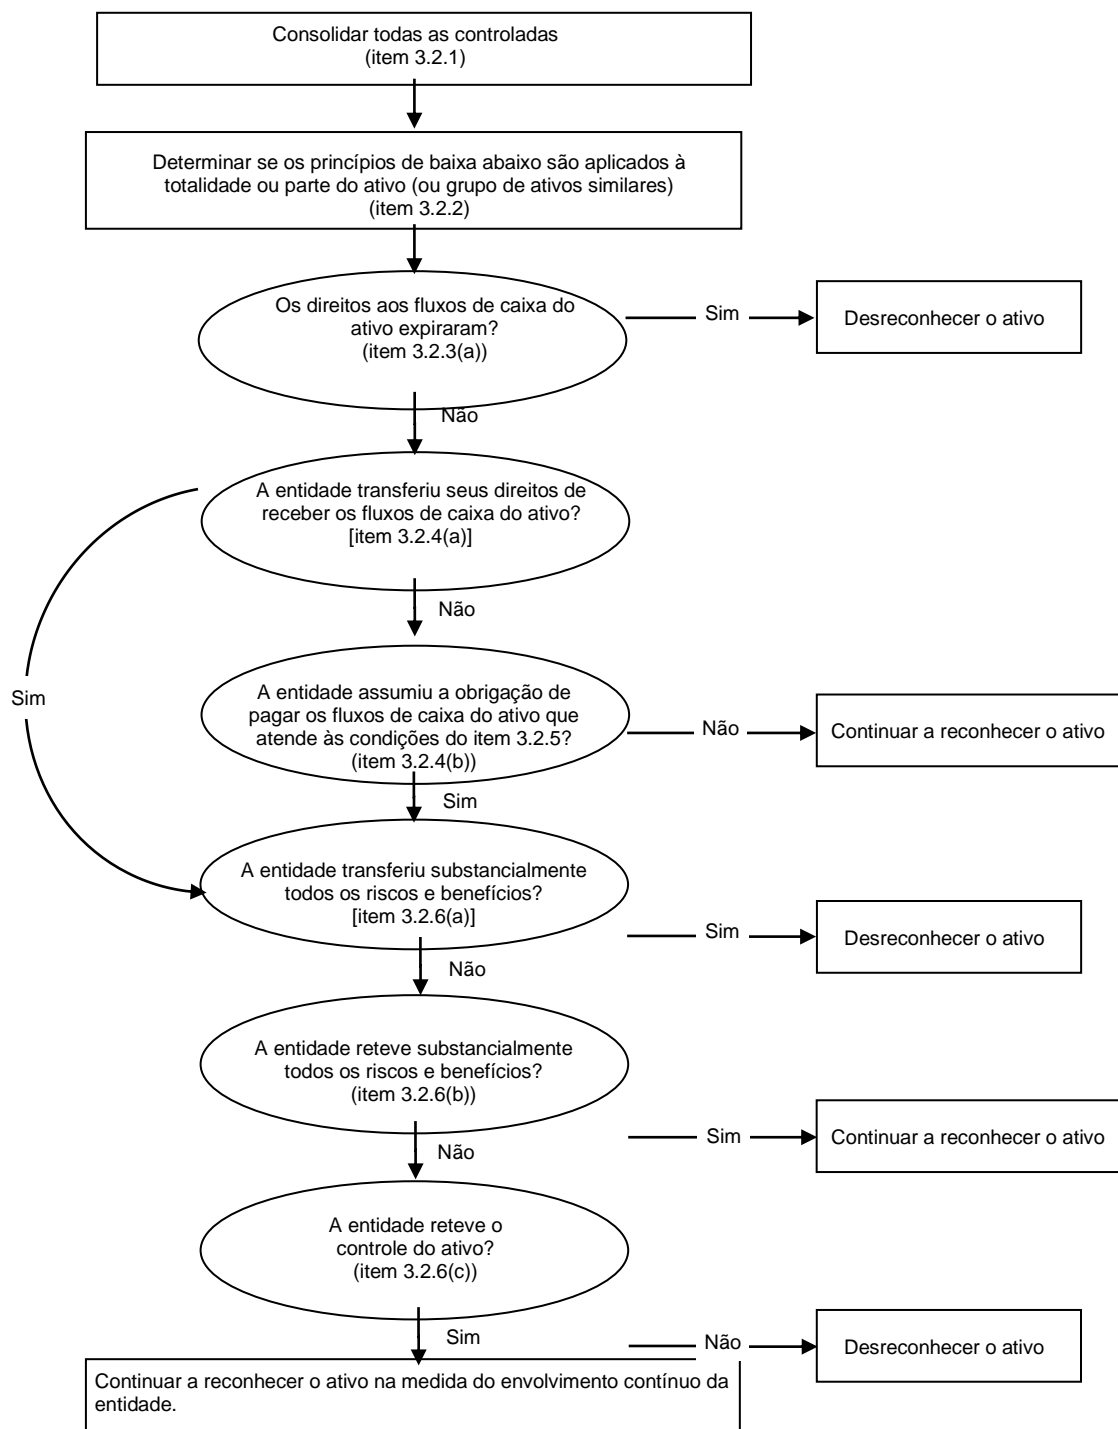 Consolidar todas as controladas
(item 3.2.1)
Determinar se os princípios de baixa abaixo são aplicados à
totalidade ou parte do ativo (ou grupo de ativos similares)
(item 3.2.2)
Os direitos aos fluxos de caixa do
ativo expiraram?
(item 3.2.3(a))
Sim
Desreconhecer o ativo
Não
A entidade transferiu seus direitos de
receber os fluxos de caixa do ativo?
[item 3.2.4(a)]
Não
Sim
A entidade assumiu a obrigação de
pagar os fluxos de caixa do ativo que
atende às condições do item 3.2.5?
(item 3.2.4(b))
Não
Continuar a reconhecer o ativo
Sim
A entidade transferiu substancialmente
todos os riscos e benefícios?
[item 3.2.6(a)]
Sim
Desreconhecer o ativo
Não
A entidade reteve substancialmente
todos os riscos e benefícios?
(item 3.2.6(b))
Sim
Continuar a reconhecer o ativo
Não
A entidade reteve o
controle do ativo?
(item 3.2.6(c))
Não
Desreconhecer o ativo
Sim
Continuar a reconhecer o ativo na medida do envolvimento contínuo da
entidade.